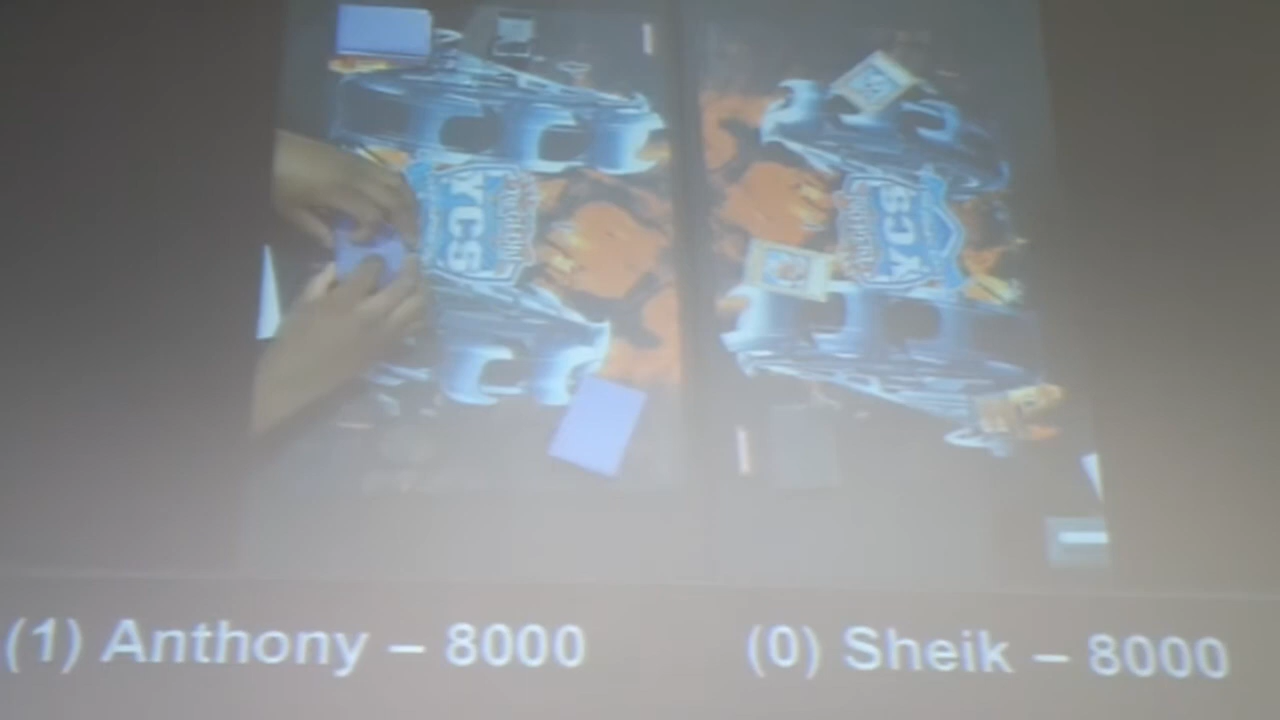 YCS
YCS
(1) Anthony – 8000
(0) Sheik – 8000